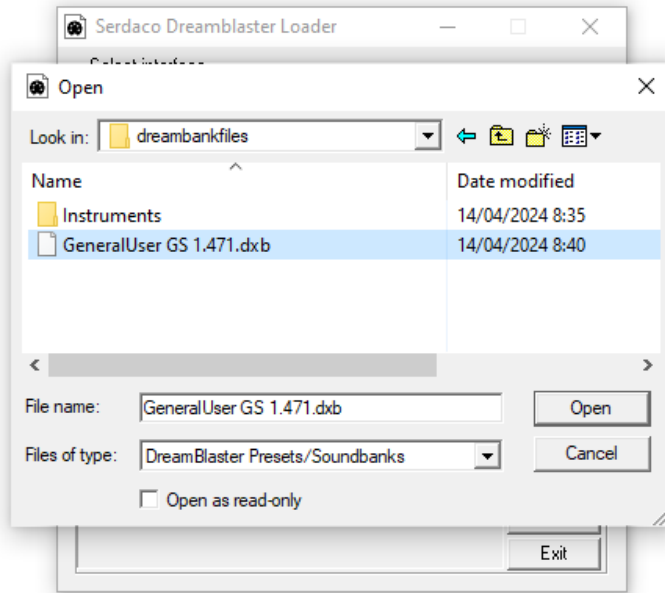 Serdaco Dreamblaster Loader
Select interface
Open
Look in: dreambankfiles
Name Date modified
Instruments 14/04/2024 8:35
GeneralUser GS 1.471.dxb 14/04/2024 8:40
File name: GeneralUser GS 1.471.dxb Open
Files of type: DreamBlaster Presets/Soundbanks Cancel
Open as read-only
Exit